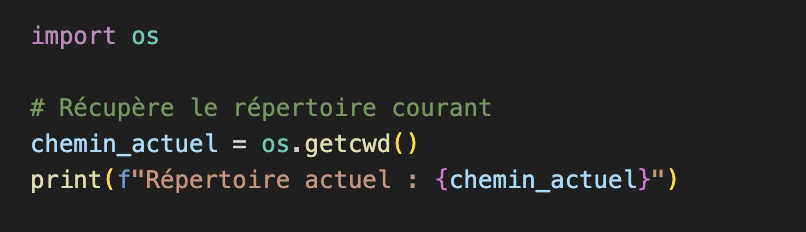 import os
# Récupère le répertoire courant
chemin_actuel = os.getcwd()
print(f"Répertoire actuel : {chemin_actuel}")